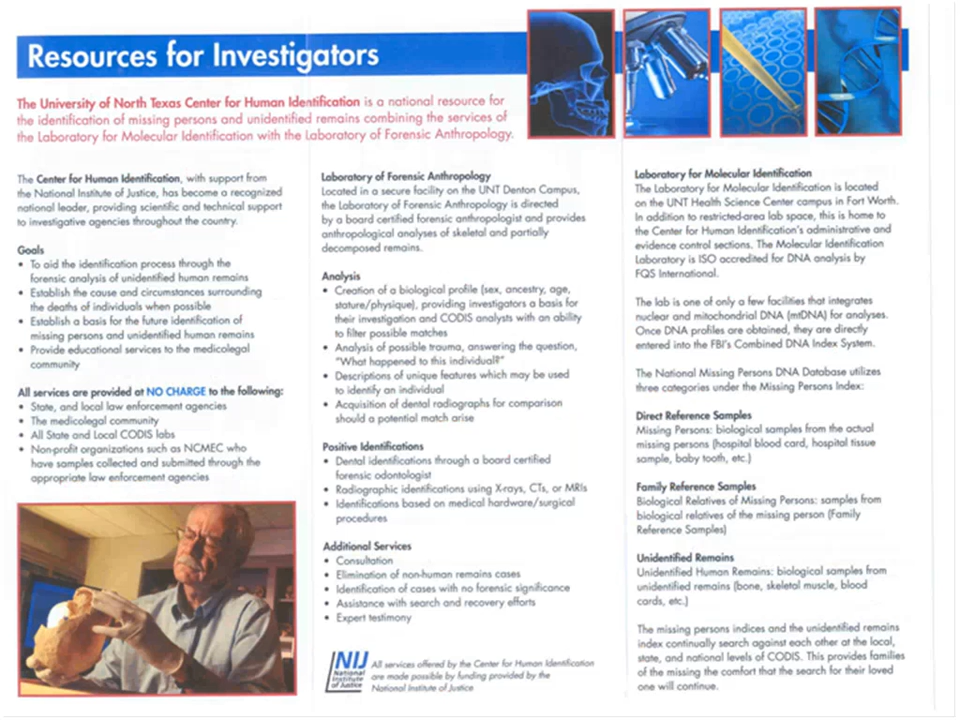 Resources for Investigators
The University of North Texas Center for Human Identification is a national resource for
the identification of missing persons and unidentified remains combining the services of
the Laboratory for Molecular Identification with the Laboratory of Forensic Anthropology.
The Center for Human Identification, with support from
the National Institute of Justice, has become a recognized
national leader, providing scientific and technical support
to investigative agencies throughout the country.
Goals
• To aid the identification process through the
forensic analysis of unidentified human remains
• Establish the cause and circumstances surrounding
the deaths of individuals when possible
• Establish a basis for the future identification of
missing persons and unidentified human remains
• Provide educational services to the medicolegal
community
All services are provided at NO CHARGE to the following:
• State, and local law enforcement agencies
• The medicolegal community
• All State and Local CODIS labs
• Non-profit organizations such as NCMEC who
have samples collected and submitted through the
appropriate law enforcement agencies
Laboratory of Forensic Anthropology
Located in a secure facility on the UNT Denton Campus,
the Laboratory of Forensic Anthropology is directed
by a board certified forensic anthropologist and provides
anthropological analyses of skeletal and partially
decomposed remains.
Analysis
• Creation of a biological profile (sex, ancestry, age,
stature/physique), providing investigators a basis for
their investigation and CODIS analysts with an ability
to filter possible matches
• Analysis of possible trauma, answering the question,
"What happened to this individual?"
• Descriptions of unique features which may be used
to identify an individual
• Acquisition of dental radiographs for comparison
should a potential match arise
Positive Identifications
• Dental identifications through a board certified
forensic odontologist
• Radiographic identifications using X-rays, CTs, or MRIs
• Identifications based on medical hardware/surgical
procedures
Additional Services
• Consultation
• Elimination of non-human remains cases
• Identification of cases with no forensic significance
• Assistance with search and recovery efforts
• Expert testimony
NIJ
National
Institute
of Justice
All services offered by the Center for Human Identification
are made possible by funding provided by the
National Institute of Justice
Laboratory for Molecular Identification
The Laboratory for Molecular Identification is located
on the UNT Health Science Center campus in Fort Worth.
In addition to restricted-area lab space, this is home to
the Center for Human Identification's administrative and
evidence control sections. The Molecular Identification
Laboratory is ISO accredited for DNA analysis by
FQS International.
The lab is one of only a few facilities that integrates
nuclear and mitochondrial DNA (mtDNA) for analyses.
Once DNA profiles are obtained, they are directly
entered into the FBI's Combined DNA Index System.
The National Missing Persons DNA Database utilizes
three categories under the Missing Persons Index:
Direct Reference Samples
Missing Persons: biological samples from the actual
missing persons (hospital blood card, hospital tissue
sample, baby tooth, etc.)
Family Reference Samples
Biological Relatives of Missing Persons: samples from
biological relatives of the missing person (Family
Reference Samples)
Unidentified Remains
Unidentified Human Remains: biological samples from
unidentified remains (bone, skeletal muscle, blood
cards, etc.)
The missing persons indices and the unidentified remains
index continually search against each other at the local,
state, and national levels of CODIS. This provides families
of the missing the comfort that the search for their loved
one will continue.